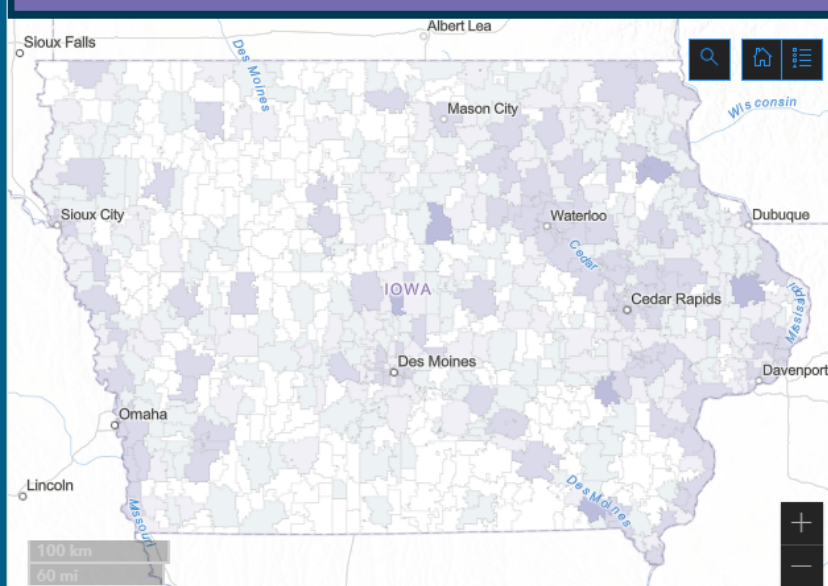 Albert Lea
Sioux Falls
Des Moines
Mason City
Wisconsin
Sioux City
Waterloo
Dubuque
Cedar
IOWA
Cedar Rapids
Des Moines
Davenport
Omaha
Lincoln
Des Moines
Missouri
100 km
60 mi
+
−